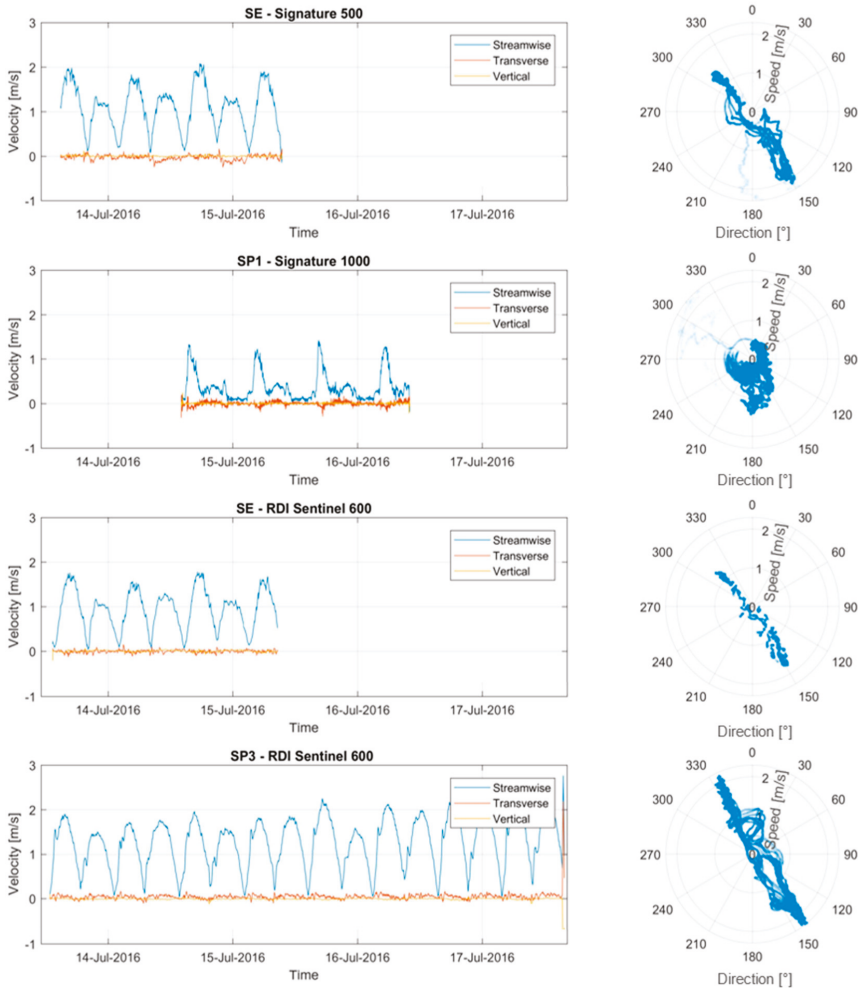 SE - Signature 500
3
2
1
0
-1
Velocity [m/s]
Streamwise
Transverse
Vertical
14-Jul-2016 15-Jul-2016 16-Jul-2016 17-Jul-2016
Time
0
30
60
90
120
150
180
210
240
270
300
330
0
1
2
Speed [m/s]
Direction [°]
SP1 - Signature 1000
3
2
1
0
-1
Velocity [m/s]
Streamwise
Transverse
Vertical
14-Jul-2016 15-Jul-2016 16-Jul-2016 17-Jul-2016
Time
0
30
60
90
120
150
180
210
240
270
300
330
0
1
2
Speed [m/s]
Direction [°]
SE - RDI Sentinel 600
3
2
1
0
-1
Velocity [m/s]
Streamwise
Transverse
Vertical
14-Jul-2016 15-Jul-2016 16-Jul-2016 17-Jul-2016
Time
0
30
60
90
120
150
180
210
240
270
300
330
0
1
2
Speed [m/s]
Direction [°]
SP3 - RDI Sentinel 600
3
2
1
0
-1
Velocity [m/s]
Streamwise
Transverse
Vertical
14-Jul-2016 15-Jul-2016 16-Jul-2016 17-Jul-2016
Time
0
30
60
90
120
150
180
210
240
270
300
330
0
1
2
Speed [m/s]
Direction [°]